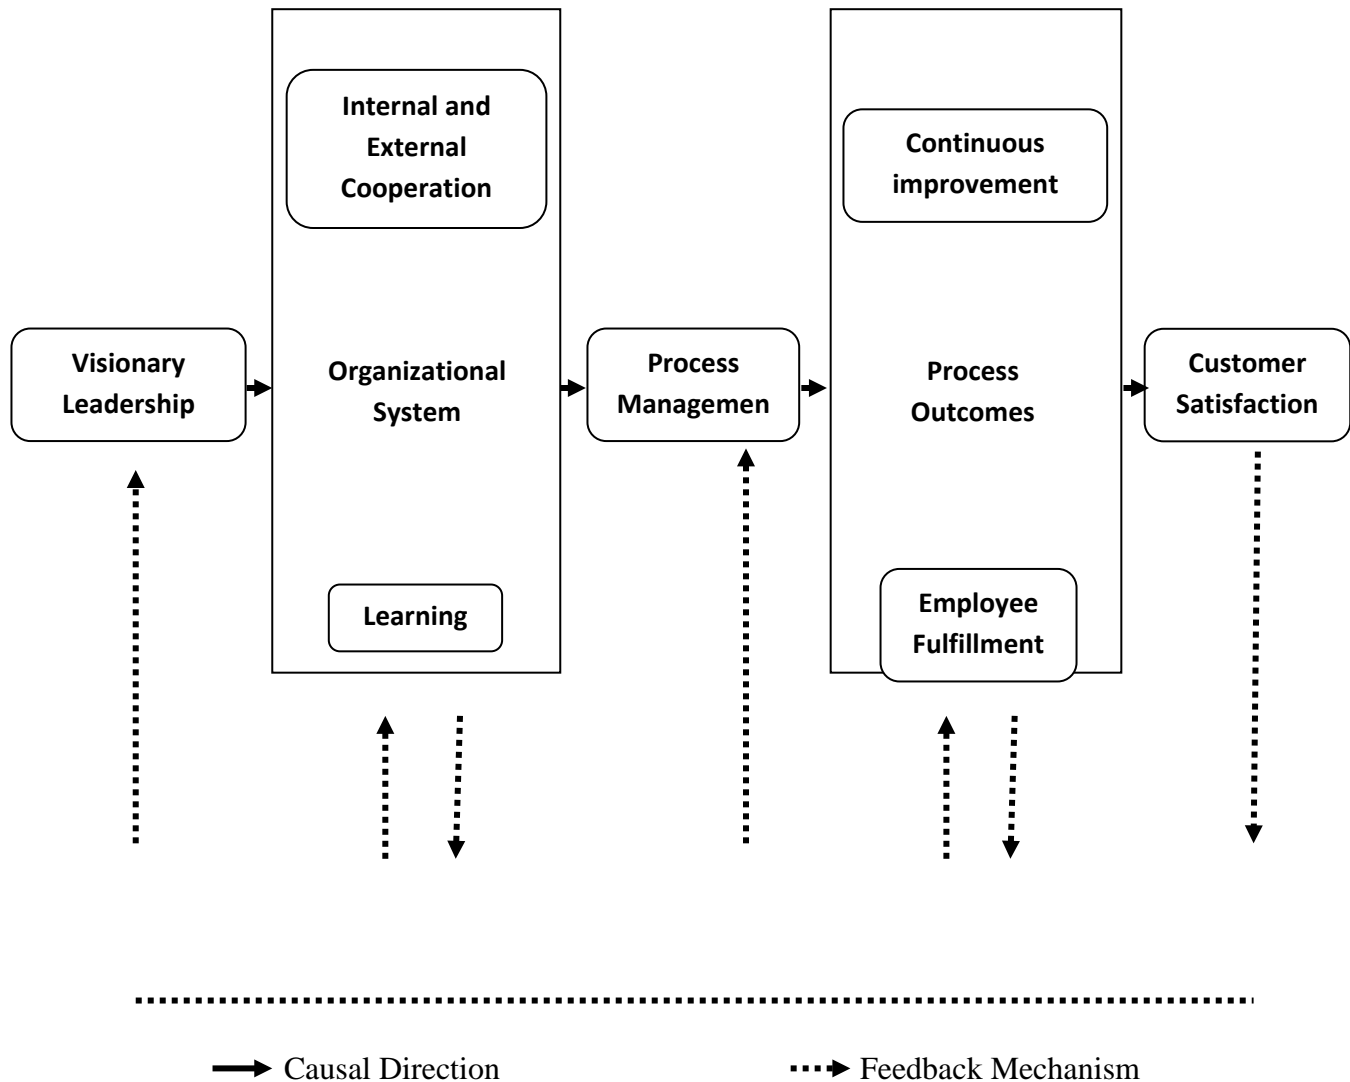 Internal and
External
Cooperation
Continuous
improvement
Visionary
Leadership
Organizational
System
Process
Managemen
Process
Outcomes
Customer
Satisfaction
Learning
Employee
Fulfillment
Causal Direction
Feedback Mechanism